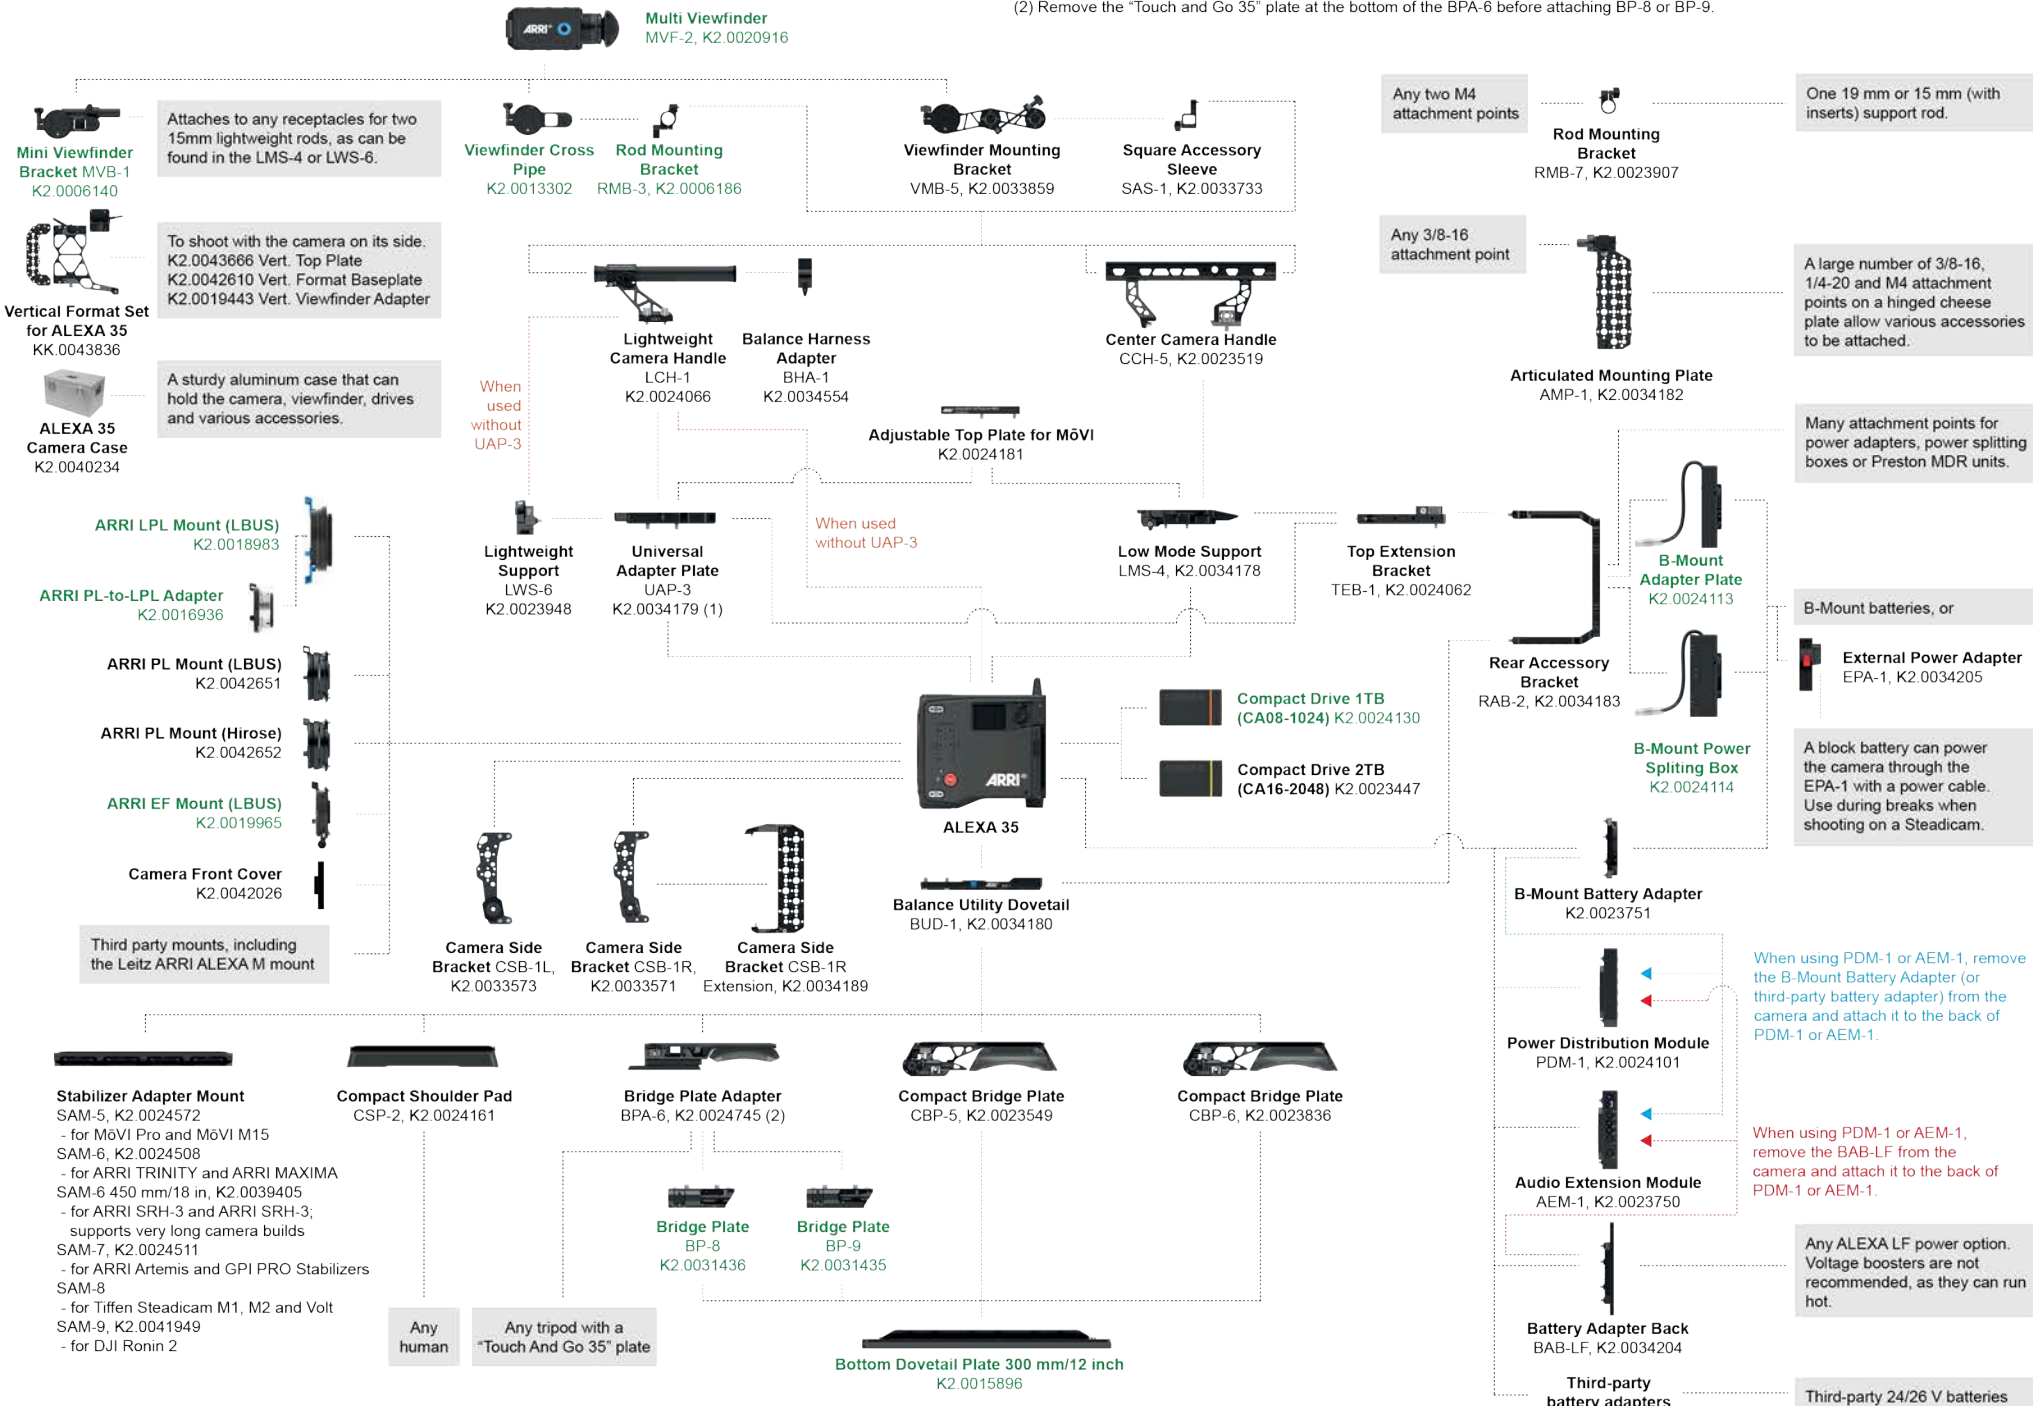 (2) Remove the “Touch and Go 35” plate at the bottom of the BPA-6 before attaching BP-8 or BP-9.
Multi Viewfinder
MVF-2, K2.0020916
ARRI
Mini Viewfinder
Bracket MVB-1
K2.0006140
Attaches to any receptacles for two
15mm lightweight rods, as can be
found in the LMS-4 or LWS-6.
Viewfinder Cross
Pipe
K2.0013302
Rod Mounting
Bracket
RMB-3, K2.0006186
Viewfinder Mounting
Bracket
VMB-5, K2.0033859
Square Accessory
Sleeve
SAS-1, K2.0033733
Any two M4
attachment points
Rod Mounting
Bracket
RMB-7, K2.0023907
One 19 mm or 15 mm (with
inserts) support rod.
Vertical Format Set
for ALEXA 35
KK.0043836
To shoot with the camera on its side.
K2.0043666 Vert. Top Plate
K2.0042610 Vert. Format Baseplate
K2.0019443 Vert. Viewfinder Adapter
ALEXA 35
Camera Case
K2.0040234
A sturdy aluminum case that can
hold the camera, viewfinder, drives
and various accessories.
Lightweight
Camera Handle
LCH-1
K2.0024066
Balance Harness
Adapter
BHA-1
K2.0034554
Center Camera Handle
CCH-5, K2.0023519
Any 3/8-16
attachment point
Articulated Mounting Plate
AMP-1, K2.0034182
A large number of 3/8-16,
1/4-20 and M4 attachment
points on a hinged cheese
plate allow various accessories
to be attached.
When
used
without
UAP-3
Adjustable Top Plate for MōVI
K2.0024181
Many attachment points for
power adapters, power splitting
boxes or Preston MDR units.
ARRI LPL Mount (LBUS)
K2.0018983
ARRI PL-to-LPL Adapter
K2.0016936
ARRI PL Mount (LBUS)
K2.0042651
ARRI PL Mount (Hirose)
K2.0042652
ARRI EF Mount (LBUS)
K2.0019965
Camera Front Cover
K2.0042026
Third party mounts, including
the Leitz ARRI ALEXA M mount
Lightweight
Support
LWS-6
K2.0023948
Universal
Adapter Plate
UAP-3
K2.0034179 (1)
When used
without UAP-3
Low Mode Support
LMS-4, K2.0034178
Top Extension
Bracket
TEB-1, K2.0024062
Rear Accessory
Bracket
RAB-2, K2.0034183
B-Mount
Adapter Plate
K2.0024113
B-Mount Power
Spliting Box
K2.0024114
B-Mount batteries, or
External Power Adapter
EPA-1, K2.0034205
A block battery can power
the camera through the
EPA-1 with a power cable.
Use during breaks when
shooting on a Steadicam.
ARRI
ALEXA 35
Compact Drive 1TB
(CA08-1024) K2.0024130
Compact Drive 2TB
(CA16-2048) K2.0023447
Camera Side
Bracket CSB-1L,
K2.0033573
Camera Side
Bracket CSB-1R,
K2.0033571
Camera Side
Bracket CSB-1R
Extension, K2.0034189
Balance Utility Dovetail
BUD-1, K2.0034180
B-Mount Battery Adapter
K2.0023751
Power Distribution Module
PDM-1, K2.0024101
When using PDM-1 or AEM-1, remove
the B-Mount Battery Adapter (or
third-party battery adapter) from the
camera and attach it to the back of
PDM-1 or AEM-1.
Audio Extension Module
AEM-1, K2.0023750
When using PDM-1 or AEM-1,
remove the BAB-LF from the
camera and attach it to the back of
PDM-1 or AEM-1.
Battery Adapter Back
BAB-LF, K2.0034204
Any ALEXA LF power option.
Voltage boosters are not
recommended, as they can run
hot.
Third-party
battery adapters
Third-party 24/26 V batteries
Stabilizer Adapter Mount
SAM-5, K2.0024572
- for MōVI Pro and MōVI M15
SAM-6, K2.0024508
- for ARRI TRINITY and ARRI MAXIMA
SAM-6 450 mm/18 in, K2.0039405
- for ARRI SRH-3 and ARRI SRH-3;
supports very long camera builds
SAM-7, K2.0024511
- for ARRI Artemis and GPI PRO Stabilizers
SAM-8
- for Tiffen Steadicam M1, M2 and Volt
SAM-9, K2.0041949
- for DJI Ronin 2
Compact Shoulder Pad
CSP-2, K2.0024161
Any
human
Bridge Plate Adapter
BPA-6, K2.0024745 (2)
Any tripod with a
“Touch And Go 35” plate
Bridge Plate
BP-8
K2.0031436
Bridge Plate
BP-9
K2.0031435
Compact Bridge Plate
CBP-5, K2.0023549
Compact Bridge Plate
CBP-6, K2.0023836
Bottom Dovetail Plate 300 mm/12 inch
K2.0015896